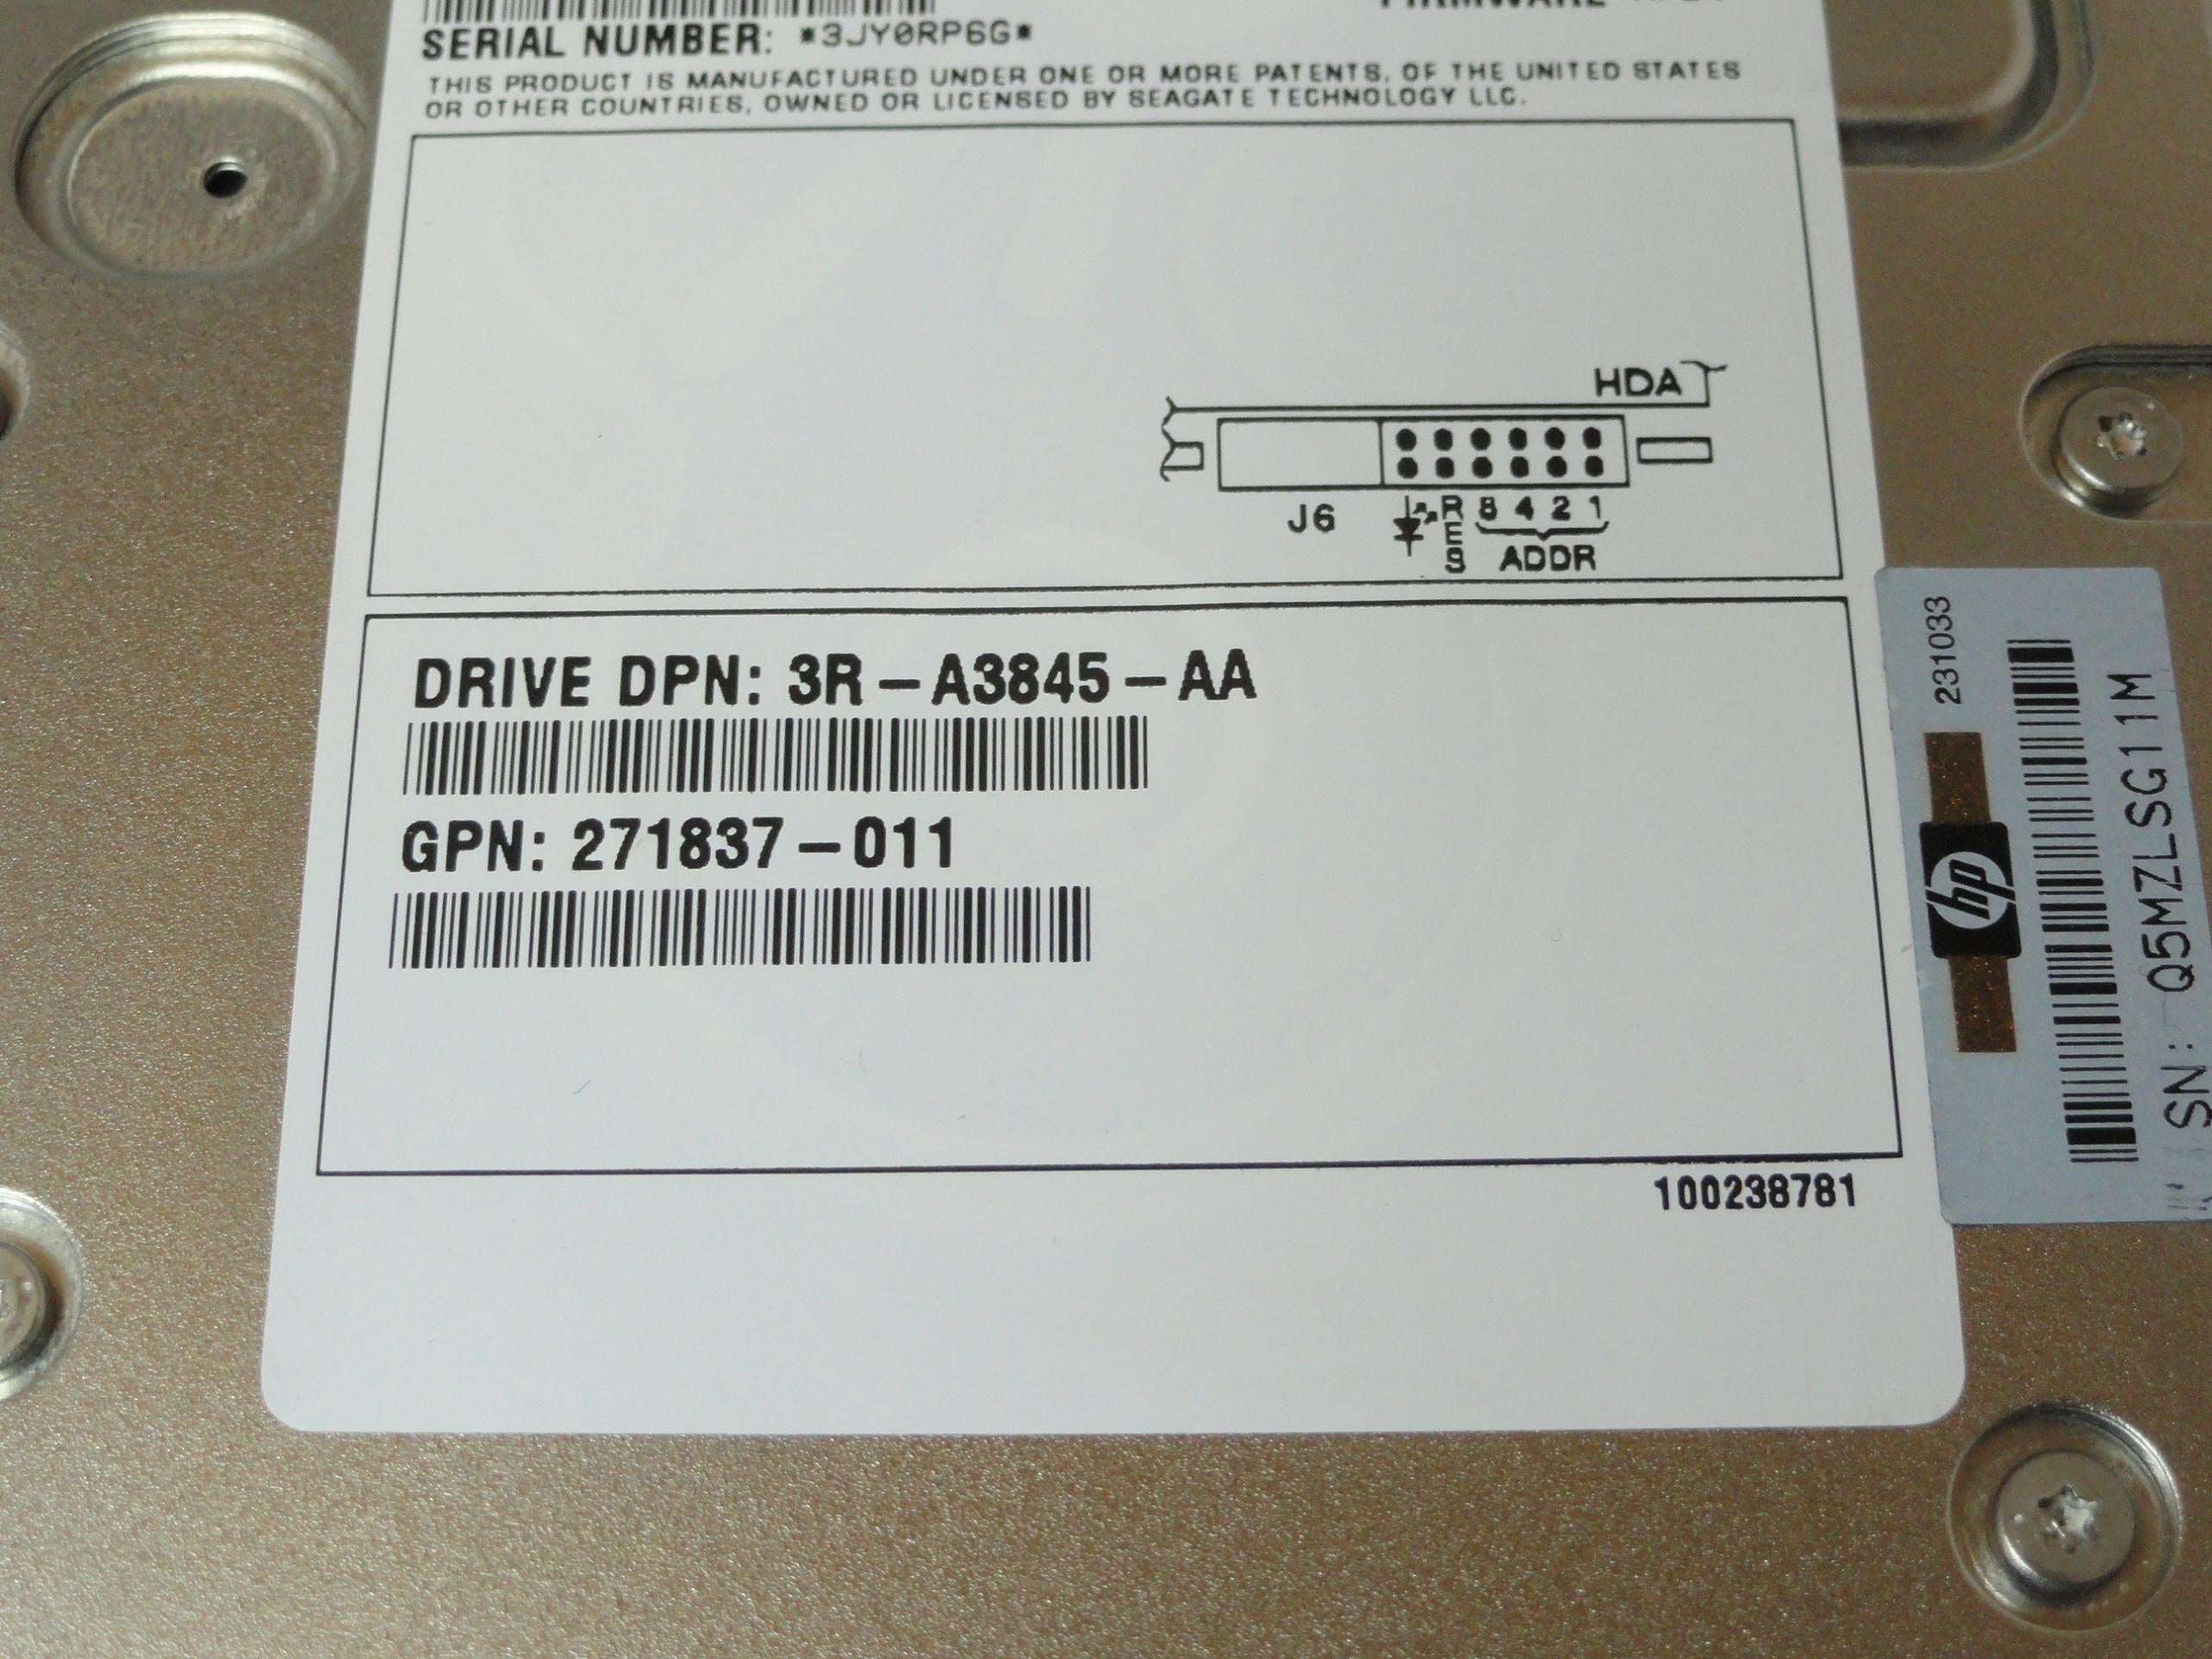 FIRMWARE
SERIAL NUMBER: *3JY0RP6G*
THIS PRODUCT IS MANUFACTURED UNDER ONE OR MORE PATENTS, OF THE UNITED STATES
OR OTHER COUNTRIES, OWNED OR LICENSED BY SEAGATE TECHNOLOGY LLC.
HDA
J6
RES
8 4 2 1
ADDR
DRIVE DPN: 3R-A3845-AA
GPN: 271837-011
100238781
231033
hp
SN: Q5MZLSG11M